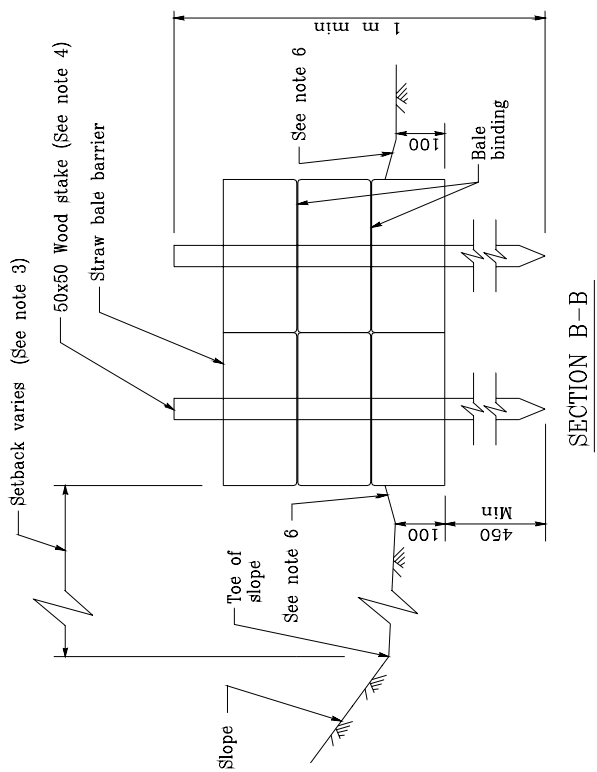 Setback varies (See note 3)
50x50 Wood stake (See note 4)
Straw bale barrier
1 m min
See note 6
100
Bale
binding
Slope
Toe of
slope
See note 6
100
450
Min
SECTION B-B